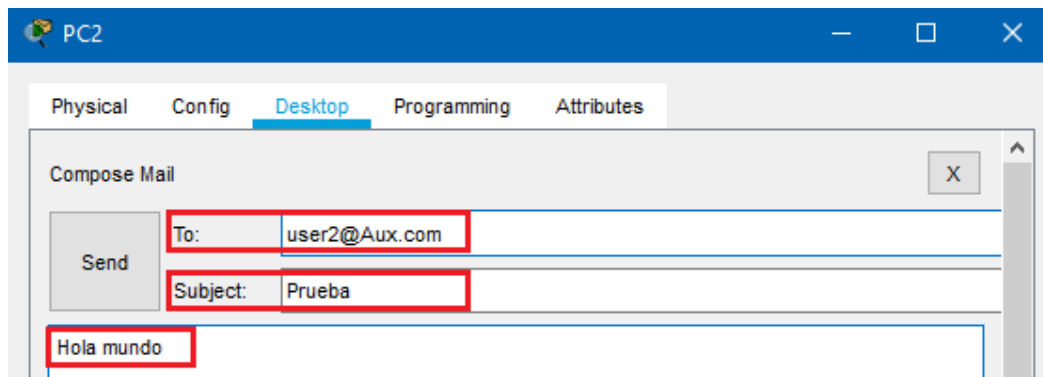 PC2
Physical Config Desktop Programming Attributes
Compose Mail X
Send
To: user2@Aux.com
Subject: Prueba
Hola mundo